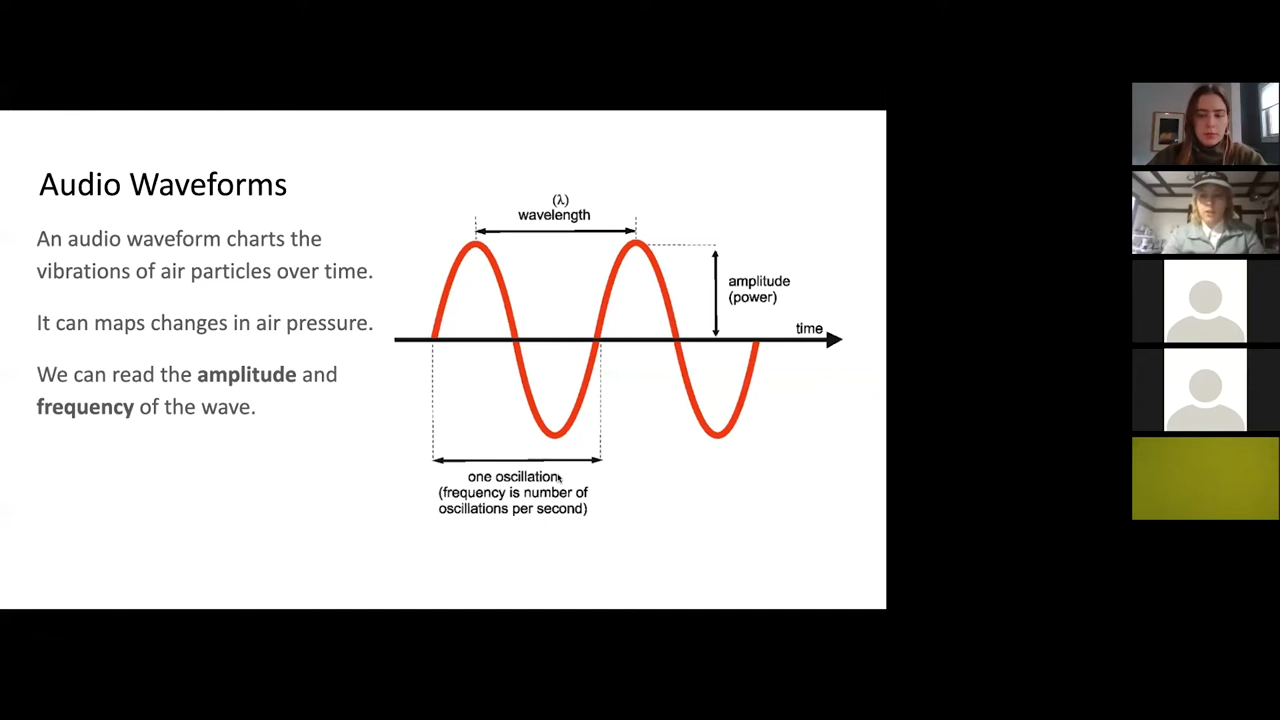 Audio Waveforms
An audio waveform charts the
vibrations of air particles over time.
It can maps changes in air pressure.
We can read the amplitude and
frequency of the wave.
(λ)
wavelength
amplitude
(power)
time
one oscillation
(frequency is number of
oscillations per second)